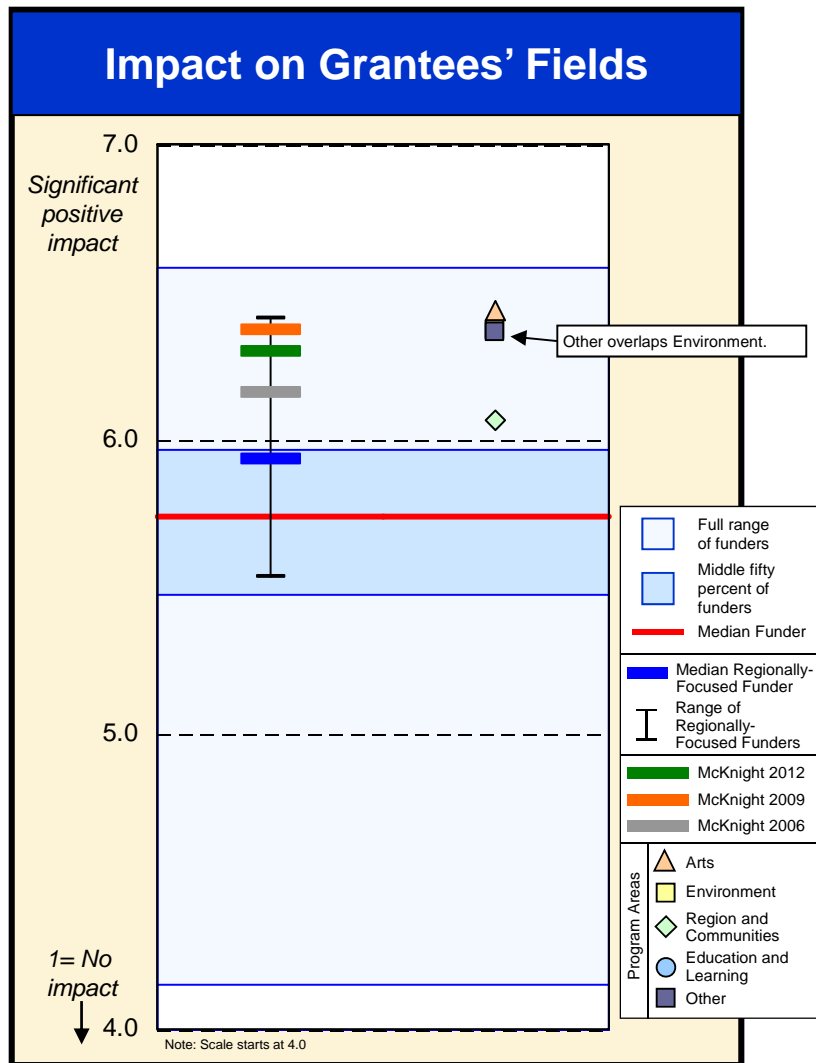 Impact on Grantees’ Fields
7.0
Significant
positive
impact
Other overlaps Environment.
6.0
5.0
1= No
impact
4.0
Note: Scale starts at 4.0
Full range
of funders
Middle fifty
percent of
funders
Median Funder
Median Regionally-
Focused Funder
Range of
Regionally-
Focused Funders
McKnight 2012
McKnight 2009
McKnight 2006
Program Areas
Arts
Environment
Region and
Communities
Education and
Learning
Other